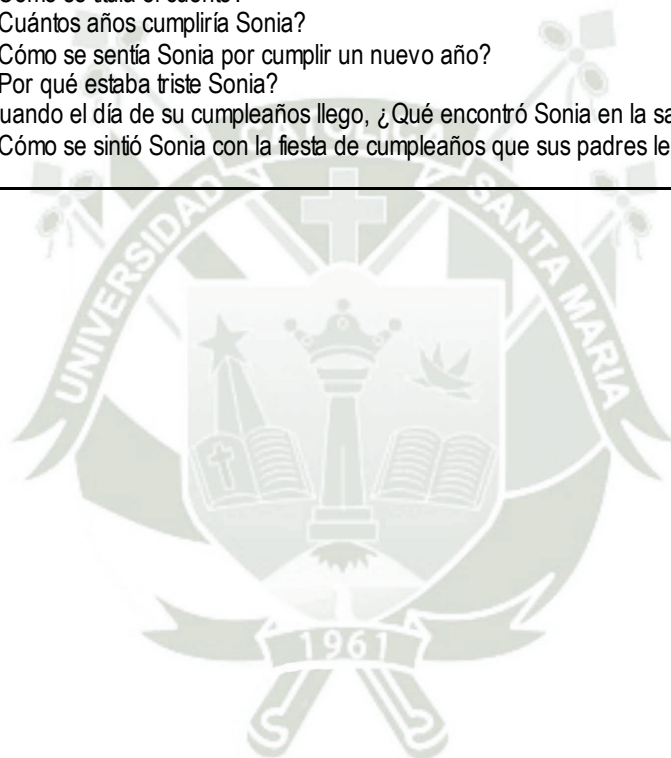 Cuántos años cumpliría Sonia?
Cómo se sentía Sonia por cumplir un nuevo año?
Por qué estaba triste Sonia?
uando el día de su cumpleaños llego, ¿Qué encontró Sonia en la sa
Cómo se sintió Sonia con la fiesta de cumpleaños que sus padres le
UNIVERSIDAD CATÓLICA SANTA MARIA
1961